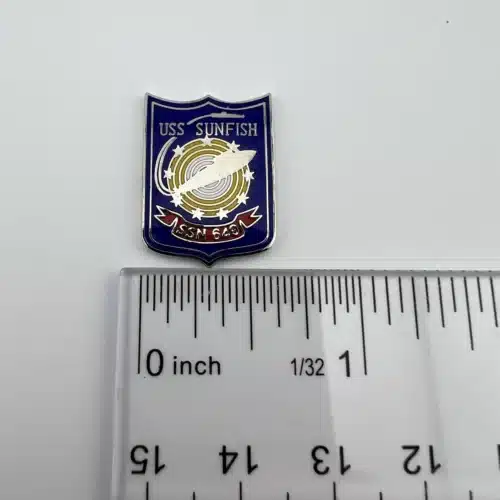 USS SUNFISH
SSN 649
0 inch 1/32 1
15 14 13 12